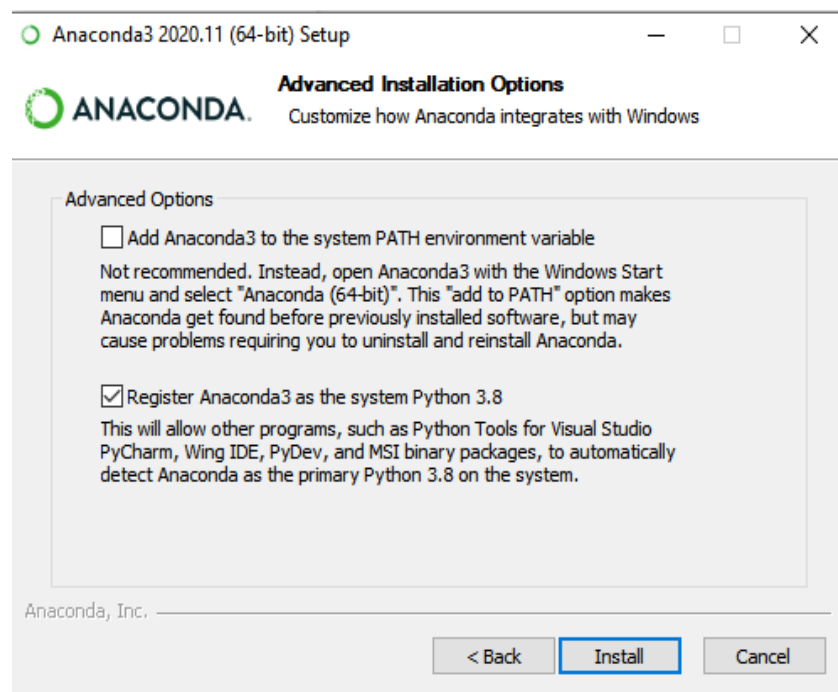 Anaconda3 2020.11 (64-bit) Setup
ANACONDA.
Advanced Installation Options
Customize how Anaconda integrates with Windows
Advanced Options
Add Anaconda3 to the system PATH environment variable
Not recommended. Instead, open Anaconda3 with the Windows Start
menu and select "Anaconda (64-bit)". This "add to PATH" option makes
Anaconda get found before previously installed software, but may
cause problems requiring you to uninstall and reinstall Anaconda.
Register Anaconda3 as the system Python 3.8
This will allow other programs, such as Python Tools for Visual Studio
PyCharm, Wing IDE, PyDev, and MSI binary packages, to automatically
detect Anaconda as the primary Python 3.8 on the system.
Anaconda, Inc.
< Back
Install
Cancel